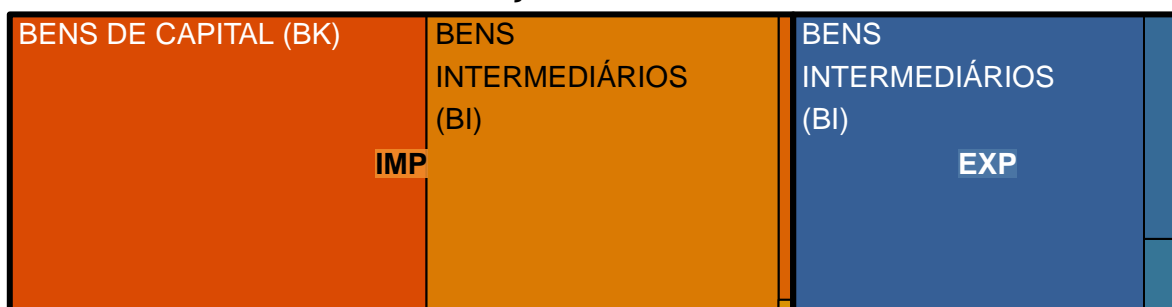 BENS DE CAPITAL (BK)
IMP
BENS
INTERMEDIÁRIOS
(BI)
BENS
INTERMEDIÁRIOS
(BI)
EXP